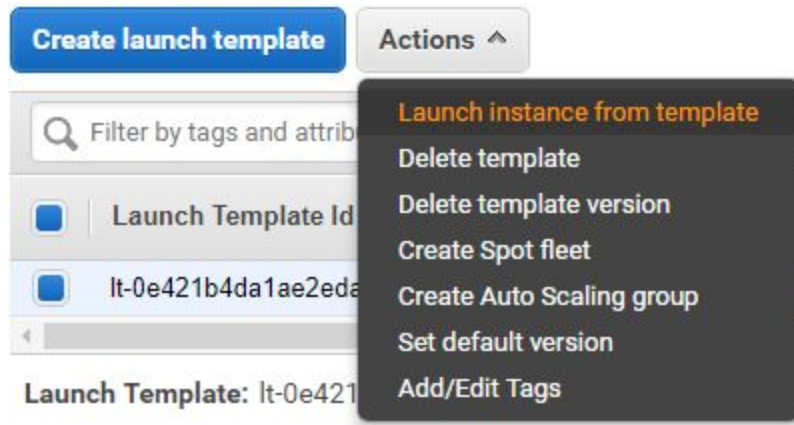 Create launch template
Actions
Launch instance from template
Filter by tags and attrib
Delete template
Delete template version
Launch Template Id
Create Spot fleet
lt-0e421b4da1ae2eda
Create Auto Scaling group
Set default version
Launch Template: lt-0e421
Add/Edit Tags